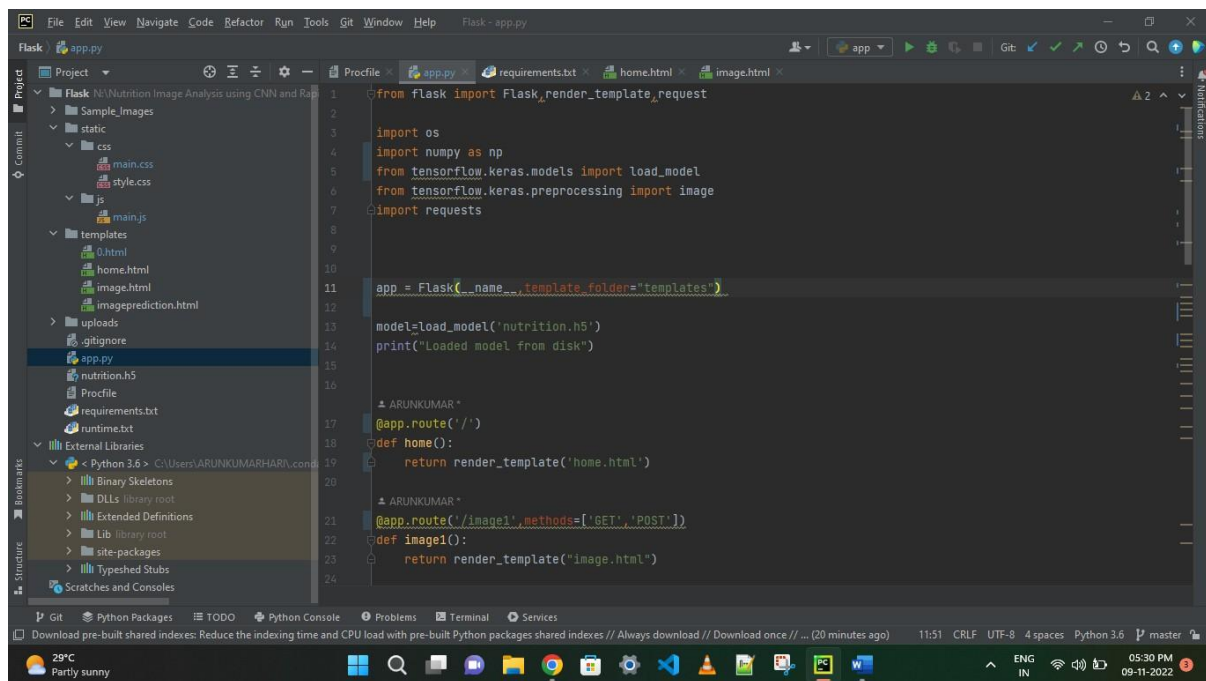 PC File Edit View Navigate Code Refactor Run Tools Git Window Help Flask - app.py
Flask app.py app Git:
Project Procfile app.py requirements.txt home.html image.html
Flask N:\Nutrition Image Analysis using CNN and Rapi
Sample_Images
static
css
main.css
style.css
js
main.js
templates
0.html
home.html
image.html
imageprediction.html
uploads
.gitignore
app.py
nutrition.h5
Procfile
requirements.txt
runtime.txt
External Libraries
< Python 3.6 > C:\Users\ARUNKUMARHARI\.conda
Binary Skeletons
DLLs library root
Extended Definitions
Lib library root
site-packages
Typeshed Stubs
Scratches and Consoles
Project
Commit
Bookmarks
Structure
1 from flask import Flask,render_template,request
2
3 import os
4 import numpy as np
5 from tensorflow.keras.models import load_model
6 from tensorflow.keras.preprocessing import image
7 import requests
8
9
10
11 app = Flask(__name__,template_folder="templates")
12
13 model=load_model('nutrition.h5')
14 print("Loaded model from disk")
15
16
ARUNKUMAR *
17 @app.route('/')
18 def home():
19 return render_template('home.html')
20
ARUNKUMAR *
21 @app.route('/image1',methods=['GET','POST'])
22 def image1():
23 return render_template("image.html")
24
2
Notifications
Git Python Packages TODO Python Console Problems Terminal Services
Download pre-built shared indexes: Reduce the indexing time and CPU load with pre-built Python packages shared indexes // Always download // Download once // ... (20 minutes ago) 11:51 CRLF UTF-8 4 spaces Python 3.6 master
29°C
Partly sunny
PC W
ENG
IN
05:30 PM
09-11-2022
3